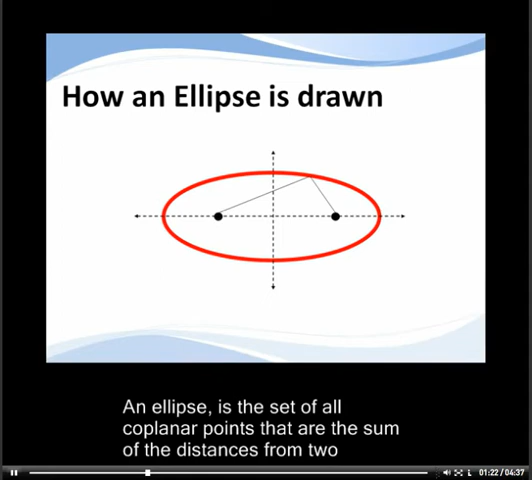 How an Ellipse is drawn
An ellipse, is the set of all
coplanar points that are the sum
of the distances from two
L 01:22/04:37